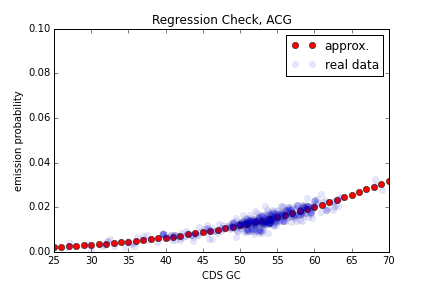 Regression Check, ACG
0.10
0.08
0.06
0.04
0.02
0.00
emission probability
approx.
real data
25 30 35 40 45 50 55 60 65 70
CDS GC